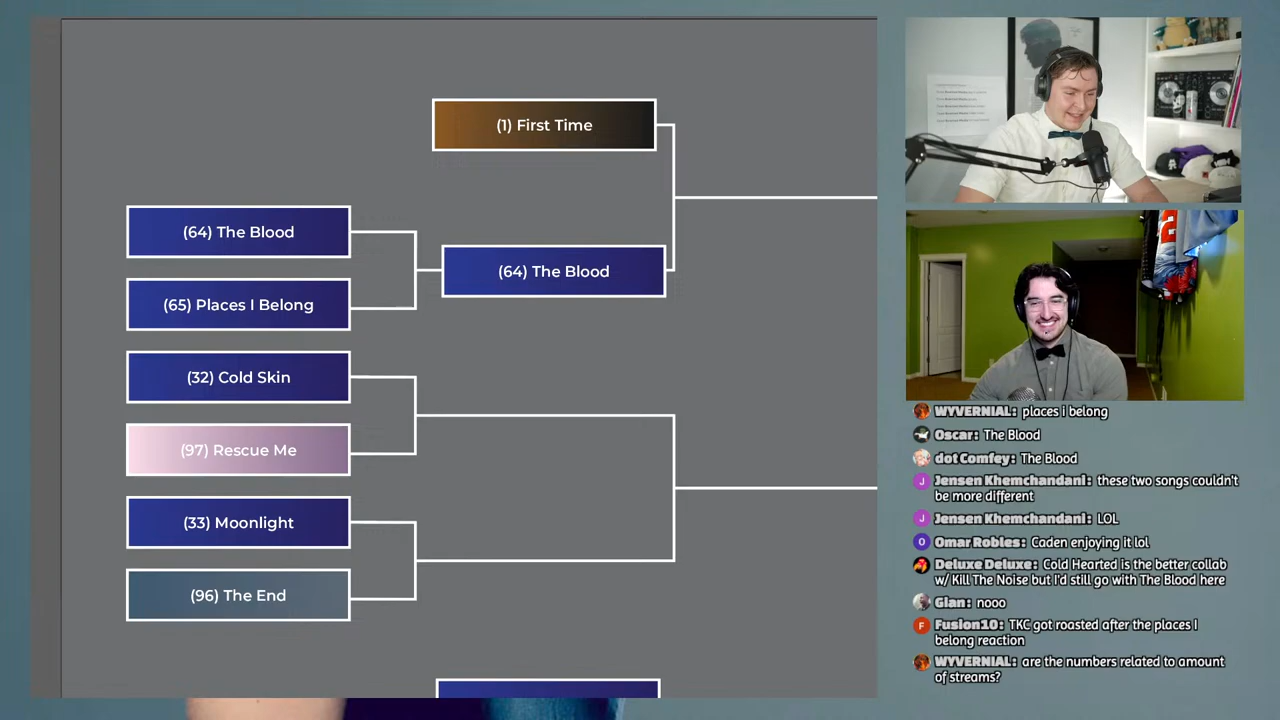 (1) First Time
(64) The Blood
(65) Places I Belong
(64) The Blood
(32) Cold Skin
(97) Rescue Me
(33) Moonlight
(96) The End
WYVERNIAL: places i belong
Oscar: The Blood
dot Comfey: The Blood
J
Jensen Khemchandani: these two songs couldn't
be more different
J
Jensen Khemchandani: LOL
O
Omar Robles: Caden enjoying it lol
Deluxe Deluxe: Cold Hearted is the better collab
w/ Kill The Noise but I'd still go with The Blood here
Gian: nooo
F
Fusion10: TKC got roasted after the places I
belong reaction
WYVERNIAL: are the numbers related to amount
of streams?